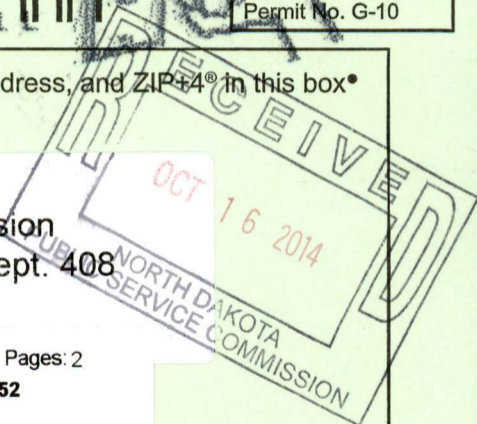 Permit No. G-10
dress, and ZIP+4® in this box•
RECEIVED
OCT 16 2014
sion
ept. 408
PUBLIC
NORTH DAKOTA
SERVICE COMMISSION
Pages: 2
52